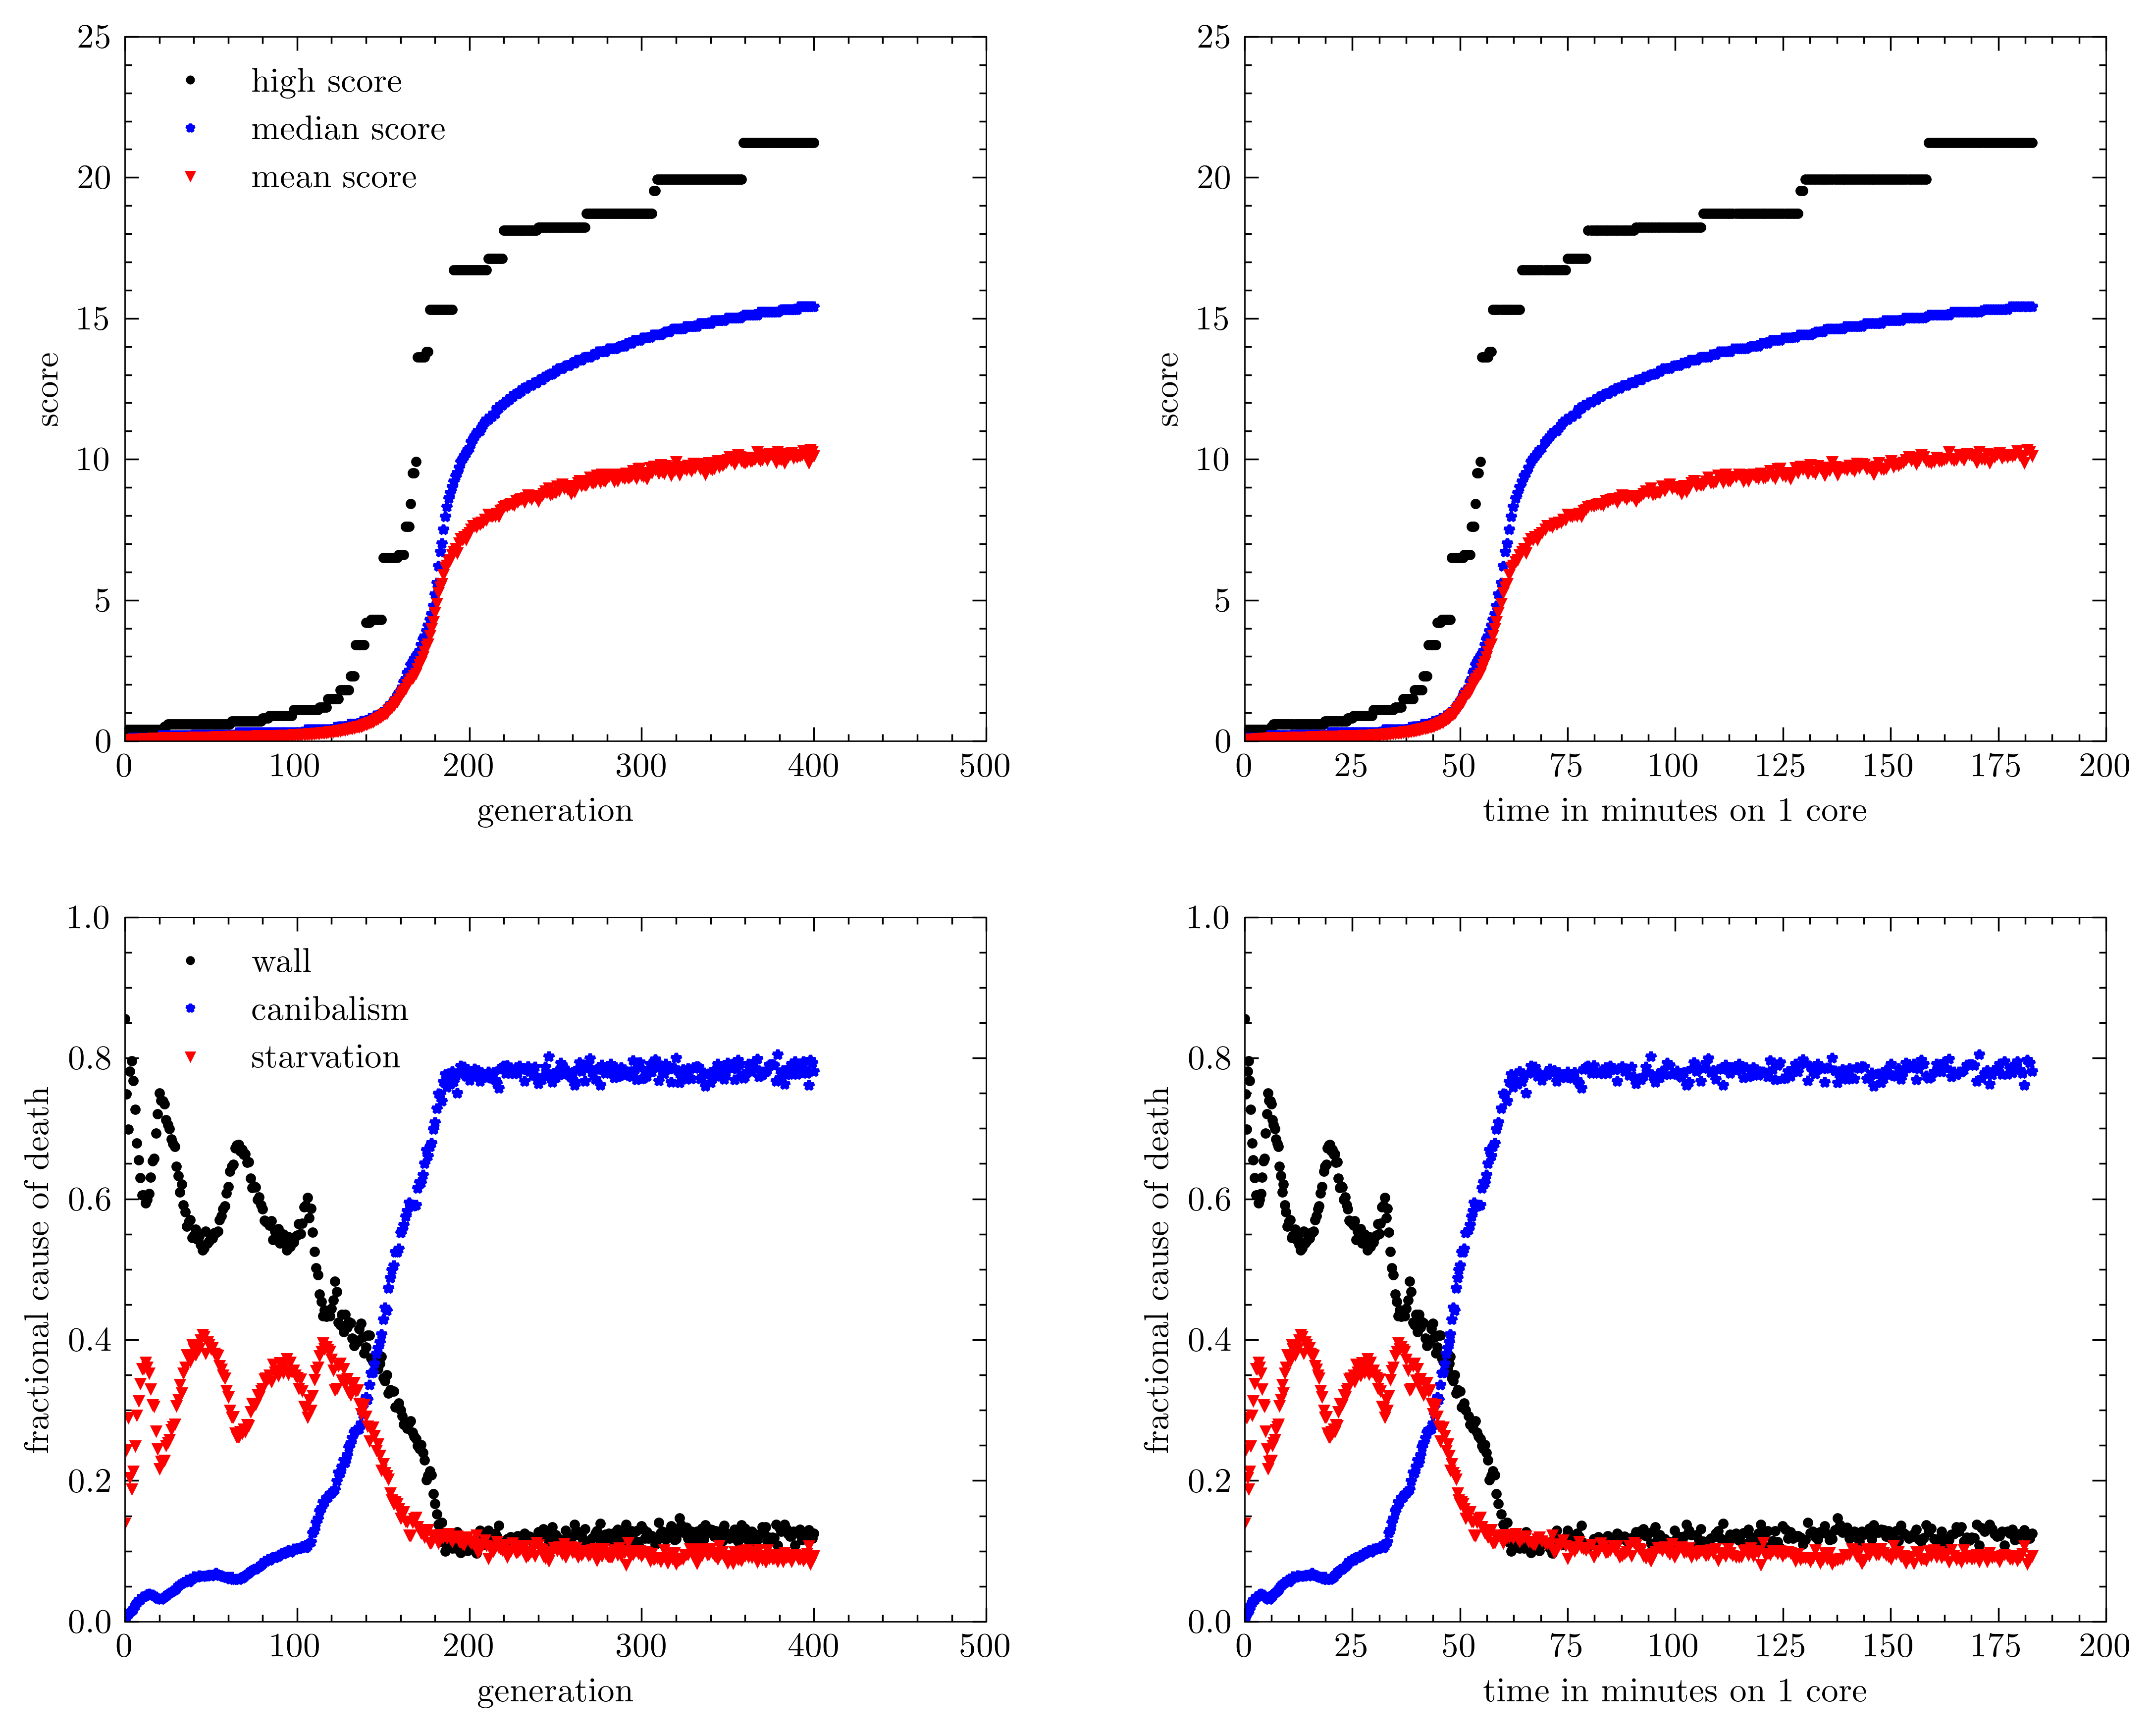 25
20
15
10
5
0
score
high score
median score
mean score
0 100 200 300 400 500
generation
25
20
15
10
5
0
score
0 25 50 75 100 125 150 175 200
time in minutes on 1 core
1.0
0.8
0.6
0.4
0.2
0.0
fractional cause of death
wall
canibalism
starvation
0 100 200 300 400 500
generation
1.0
0.8
0.6
0.4
0.2
0.0
fractional cause of death
0 25 50 75 100 125 150 175 200
time in minutes on 1 core